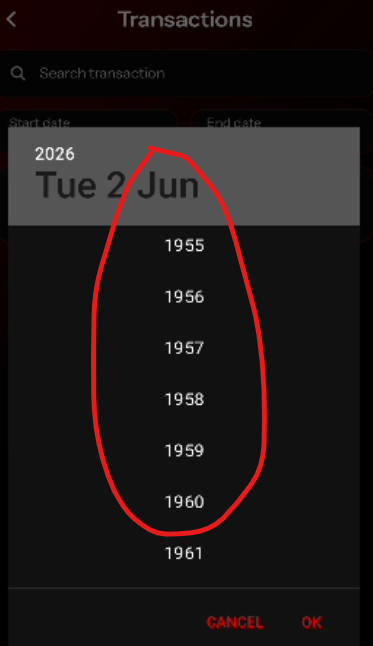 Transactions
Search transaction
Start date
End date
2026
Tue 2 Jun
1955
1956
1957
1958
1959
1960
1961
CANCEL
OK